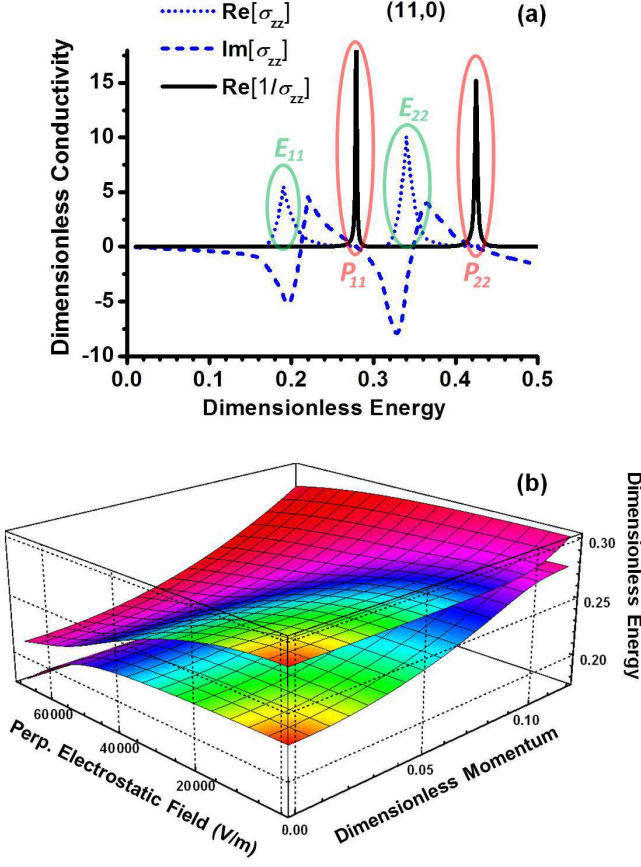 Re[σzz]
Im[σzz]
Re[1/σzz]
(11,0)
(a)
15
10
5
0
-5
-10
Dimensionless Conductivity
E11
E22
P11
P22
0.0 0.1 0.2 0.3 0.4 0.5
Dimensionless Energy
(b)
Dimensionless Energy
0.30
0.25
0.20
60000
40000
20000
Perp. Electrostatic Field (V/m)
0.00
0.05
0.10
Dimensionless Momentum